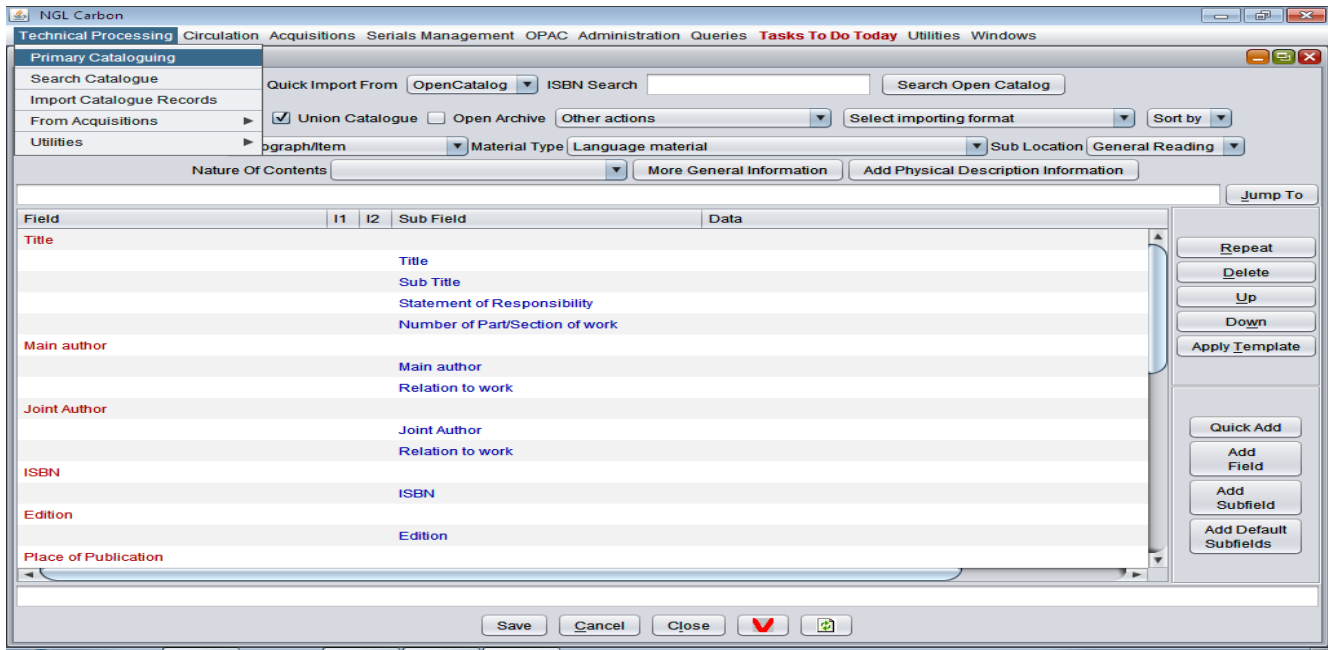 NGL Carbon
Technical Processing Circulation Acquisitions Serials Management OPAC Administration Queries Tasks To Do Today Utilities Windows
Primary Cataloguing
Search Catalogue
Import Catalogue Records
From Acquisitions
Utilities
Quick Import From OpenCatalog ISBN Search Search Open Catalog
Union Catalogue Open Archive Other actions Select importing format Sort by
ograph/Item Material Type Language material Sub Location General Reading
Nature Of Contents More General Information Add Physical Description Information
Jump To
Field I1 I2 Sub Field Data
Title
Title
Sub Title
Statement of Responsibility
Number of Part/Section of work
Main author
Main author
Relation to work
Joint Author
Joint Author
Relation to work
ISBN
ISBN
Edition
Edition
Place of Publication
Repeat
Delete
Up
Down
Apply Template
Quick Add
Add
Field
Add
Subfield
Add Default
Subfields
Save Cancel Close